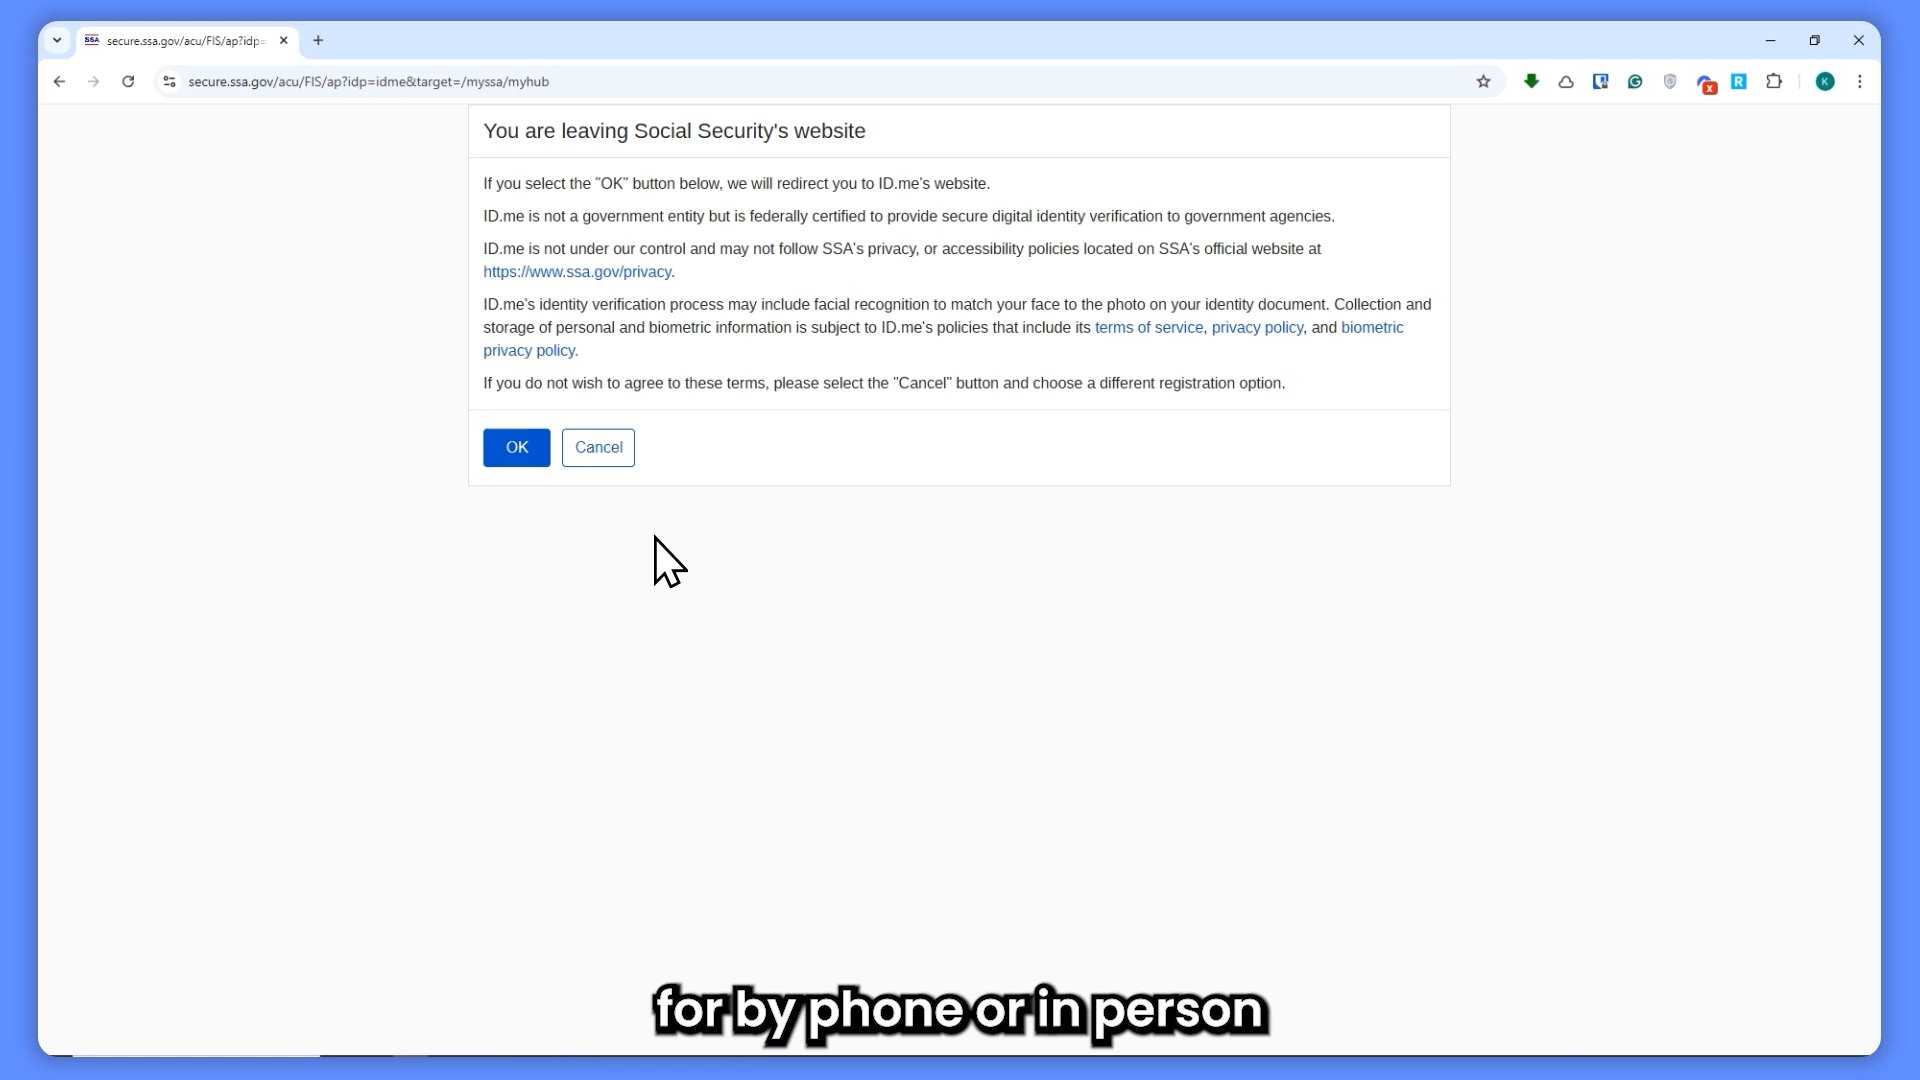 SSA secure.ssa.gov/acu/FIS/ap?idp=
secure.ssa.gov/acu/FIS/ap?idp=idme&target=/myssa/myhub
x
R
K
You are leaving Social Security's website
If you select the "OK" button below, we will redirect you to ID.me's website.
ID.me is not a government entity but is federally certified to provide secure digital identity verification to government agencies.
ID.me is not under our control and may not follow SSA's privacy, or accessibility policies located on SSA's official website at
https://www.ssa.gov/privacy.
ID.me's identity verification process may include facial recognition to match your face to the photo on your identity document. Collection and
storage of personal and biometric information is subject to ID.me's policies that include its terms of service, privacy policy, and biometric
privacy policy.
If you do not wish to agree to these terms, please select the "Cancel" button and choose a different registration option.
OK Cancel
for by phone or in person